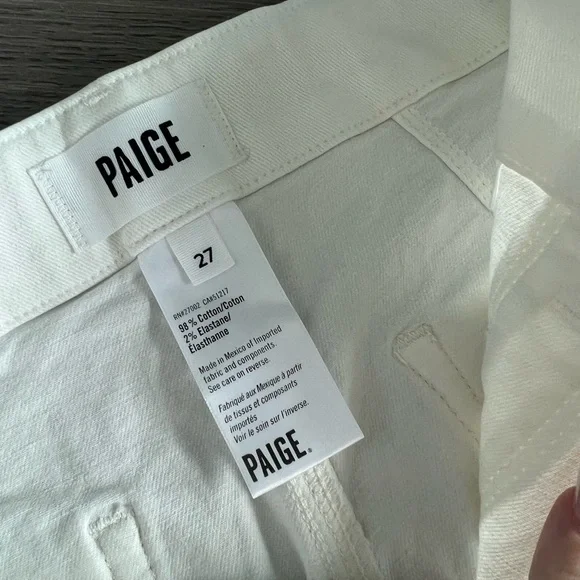 PAIGE
27
RN#27002 CA#51217
98% Cotton/Coton
2% Elastane/
Élasthanne
Made in Mexico of Imported
fabric and components.
See care on reverse.
Fabriqué aux Mexique à partir
de tissus et composants
importés
Voir le soin sur l'inverse.
PAIGE®